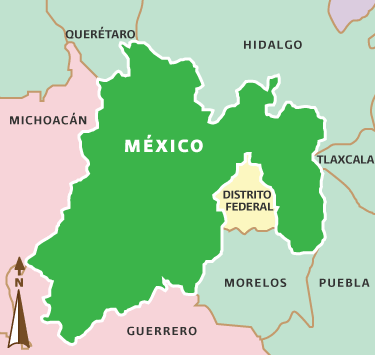 QUERÉTARO
HIDALGO
MICHOACÁN
MÉXICO
TLAXCALA
DISTRITO
FEDERAL
N
MORELOS
PUEBLA
GUERRERO